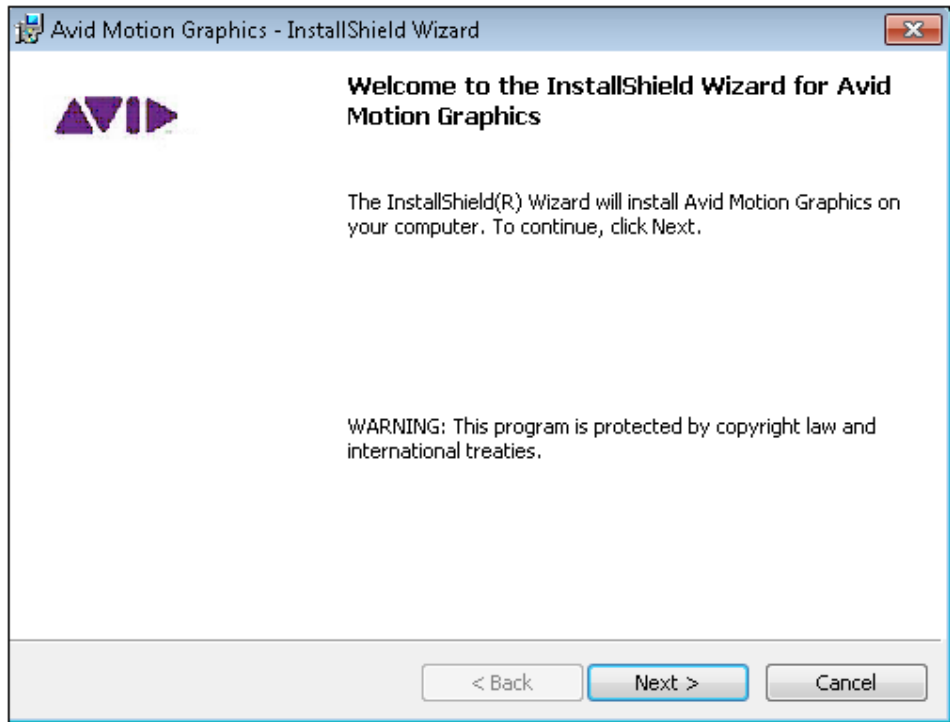 Avid Motion Graphics - InstallShield Wizard
AVID
Welcome to the InstallShield Wizard for Avid
Motion Graphics
The InstallShield(R) Wizard will install Avid Motion Graphics on
your computer. To continue, click Next.
WARNING: This program is protected by copyright law and
international treaties.
< Back
Next >
Cancel